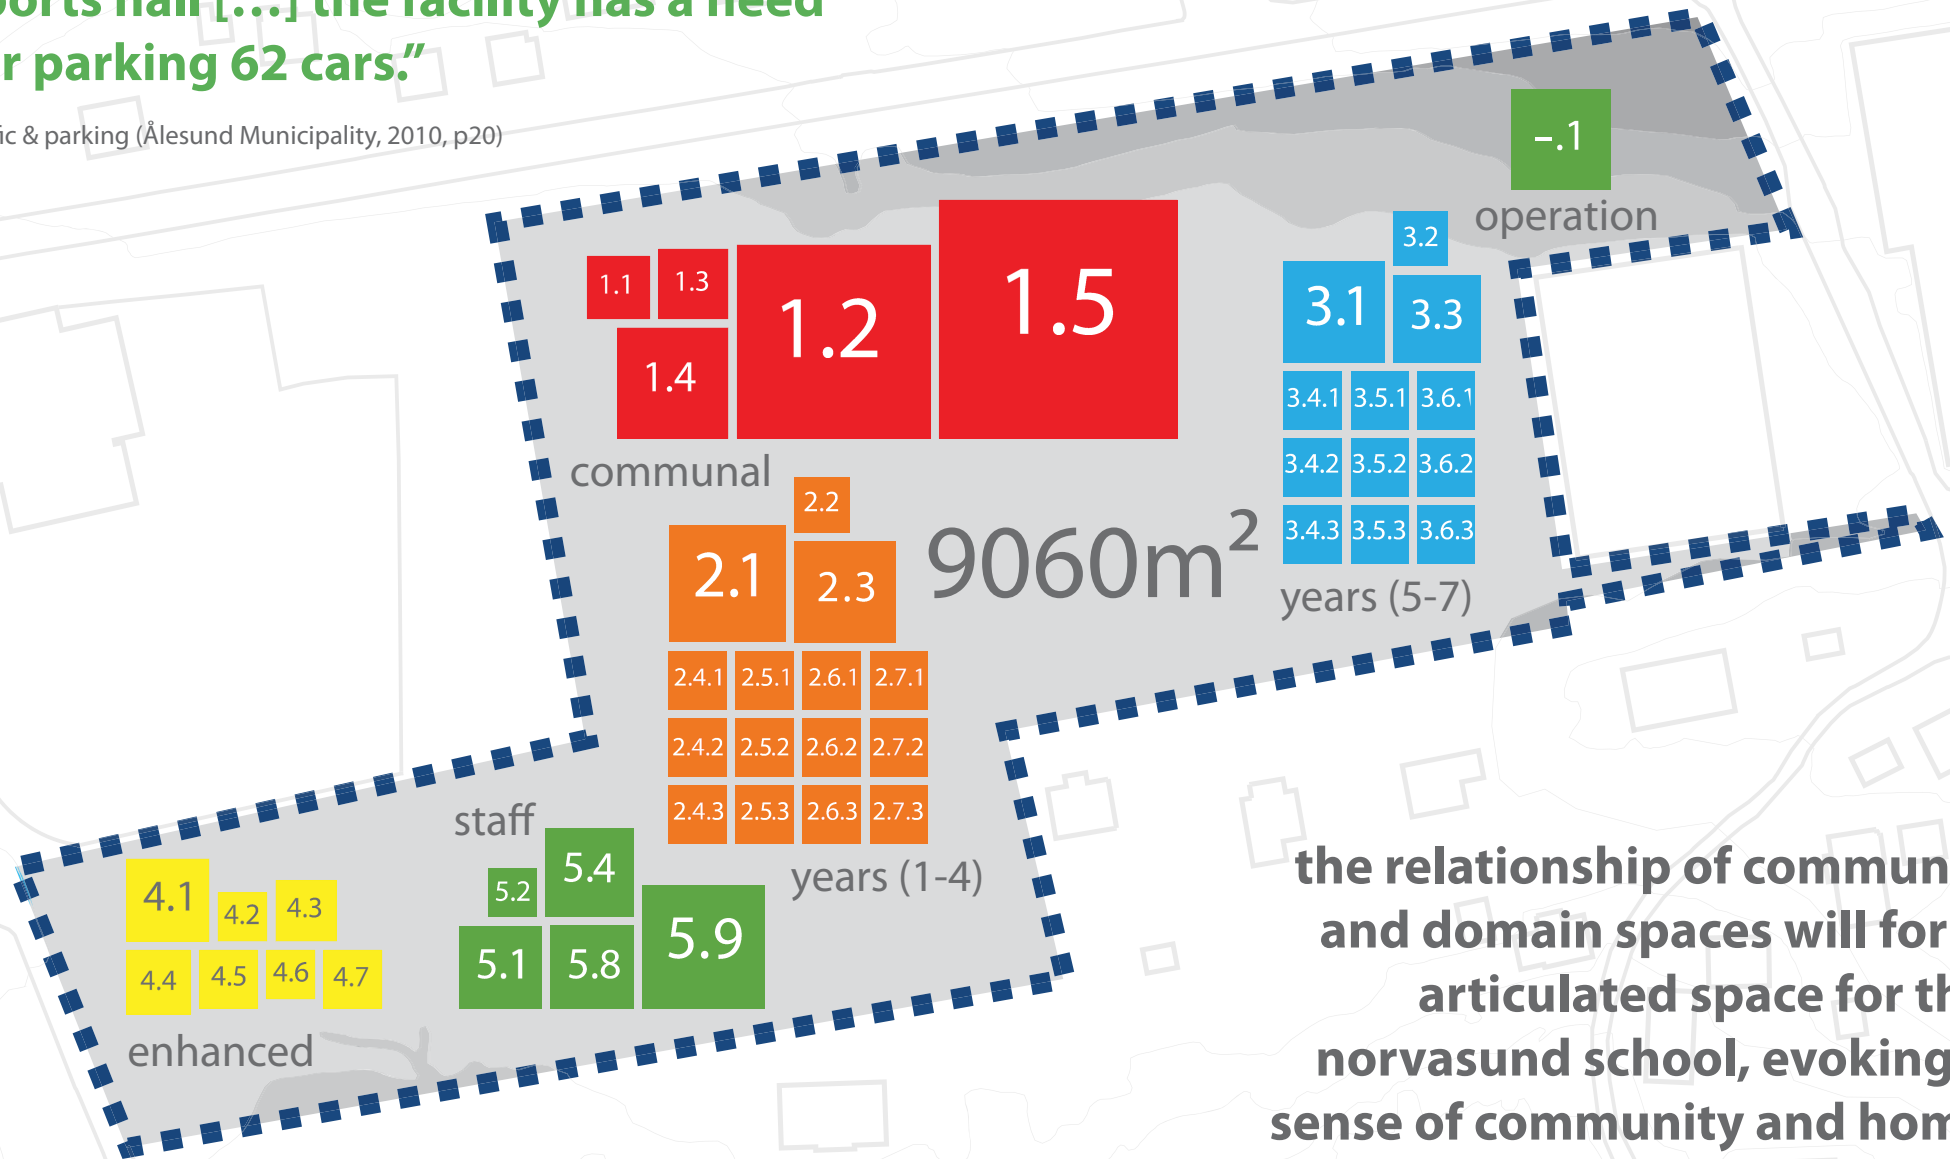 ports hall […] the facility has a need
r parking 62 cars.”
fic & parking (Ålesund Municipality, 2010, p20)
-.1
operation
1.1
1.3
1.2
1.5
1.4
communal
3.2
3.1
3.3
3.4.1 3.5.1 3.6.1
3.4.2 3.5.2 3.6.2
3.4.3 3.5.3 3.6.3
years (5-7)
9060m²
2.2
2.1
2.3
2.4.1 2.5.1 2.6.1 2.7.1
2.4.2 2.5.2 2.6.2 2.7.2
2.4.3 2.5.3 2.6.3 2.7.3
years (1-4)
staff
5.2
5.4
5.1
5.8
5.9
4.1
4.2
4.3
4.4
4.5
4.6
4.7
enhanced
the relationship of commun
and domain spaces will for
articulated space for th
norvasund school, evoking
sense of community and hom